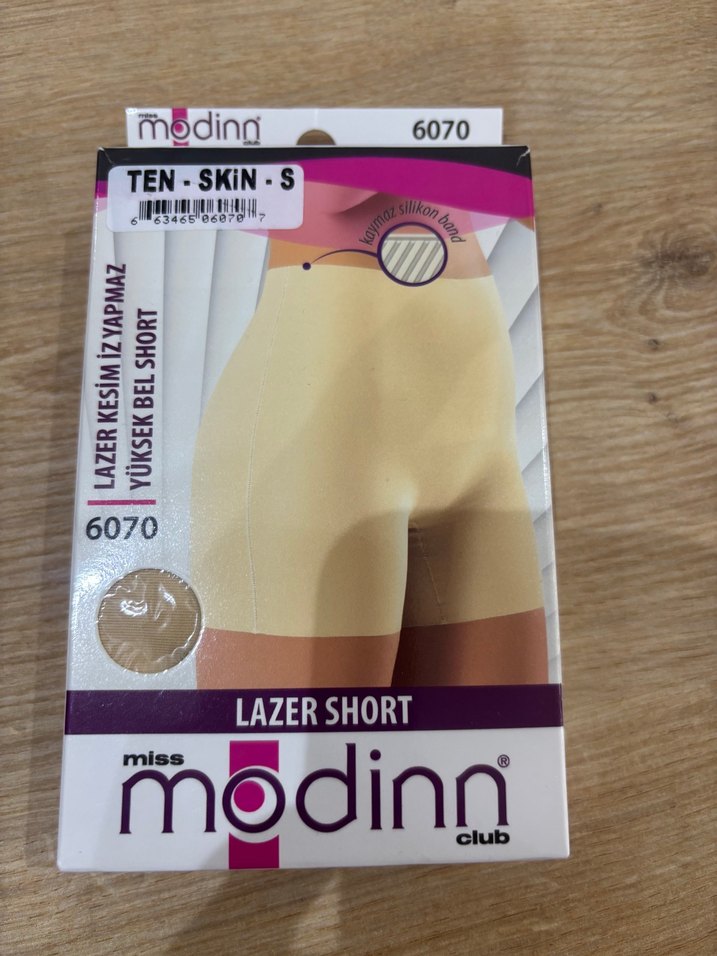 miss
modinn
club
6070
TEN - SKiN - S
6 63465 06070 7
kaymaz silikon band
LAZER KESİM İZ YAPMAZ
YÜKSEK BEL SHORT
6070
LAZER SHORT
miss
modinn®
club